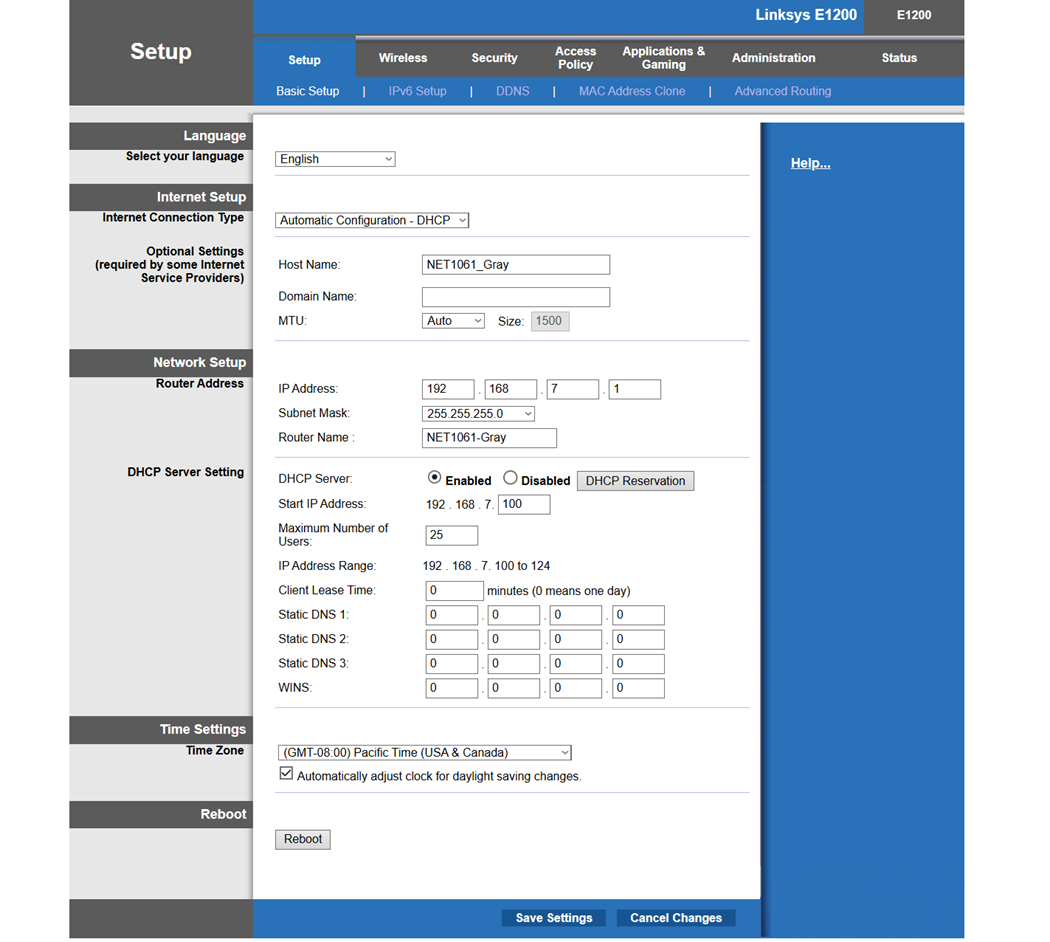 Linksys E1200
E1200
Setup
Setup
Wireless
Security
Access
Policy
Applications &
Gaming
Administration
Status
Basic Setup | IPv6 Setup | DDNS | MAC Address Clone | Advanced Routing
Language
Select your language
English
Help...
Internet Setup
Internet Connection Type
Automatic Configuration - DHCP
Optional Settings
(required by some Internet
Service Providers)
Host Name: NET1061_Gray
Domain Name:
MTU: Auto Size: 1500
Network Setup
Router Address
IP Address: 192 . 168 . 7 . 1
Subnet Mask: 255.255.255.0
Router Name : NET1061-Gray
DHCP Server Setting
DHCP Server: Enabled Disabled DHCP Reservation
Start IP Address: 192 . 168 . 7. 100
Maximum Number of
Users: 25
IP Address Range: 192 . 168 . 7. 100 to 124
Client Lease Time: 0 minutes (0 means one day)
Static DNS 1: 0 . 0 . 0 . 0
Static DNS 2: 0 . 0 . 0 . 0
Static DNS 3: 0 . 0 . 0 . 0
WINS: 0 . 0 . 0 . 0
Time Settings
Time Zone
(GMT-08:00) Pacific Time (USA & Canada)
Automatically adjust clock for daylight saving changes.
Reboot
Reboot
Save Settings Cancel Changes